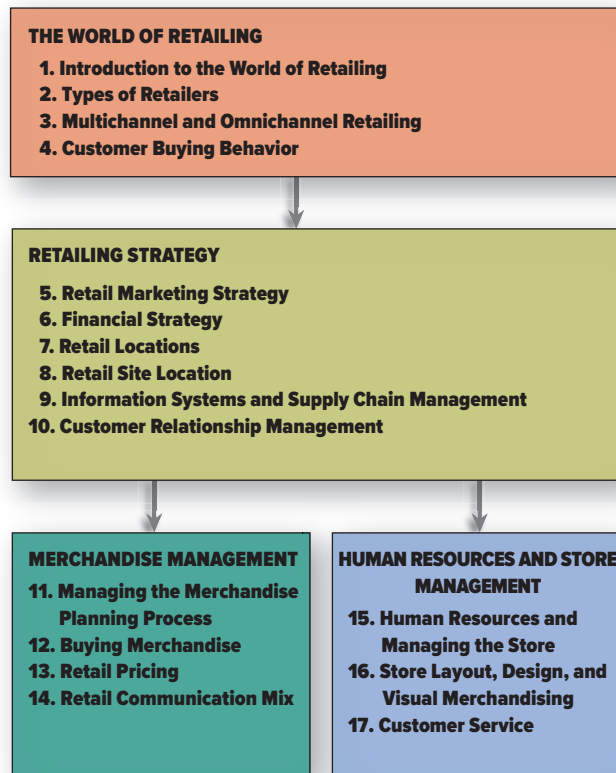 THE WORLD OF RETAILING
1. Introduction to the World of Retailing
2. Types of Retailers
3. Multichannel and Omnichannel Retailing
4. Customer Buying Behavior
RETAILING STRATEGY
5. Retail Marketing Strategy
6. Financial Strategy
7. Retail Locations
8. Retail Site Location
9. Information Systems and Supply Chain Management
10. Customer Relationship Management
MERCHANDISE MANAGEMENT
11. Managing the Merchandise
Planning Process
12. Buying Merchandise
13. Retail Pricing
14. Retail Communication Mix
HUMAN RESOURCES AND STORE
MANAGEMENT
15. Human Resources and
Managing the Store
16. Store Layout, Design, and
Visual Merchandising
17. Customer Service